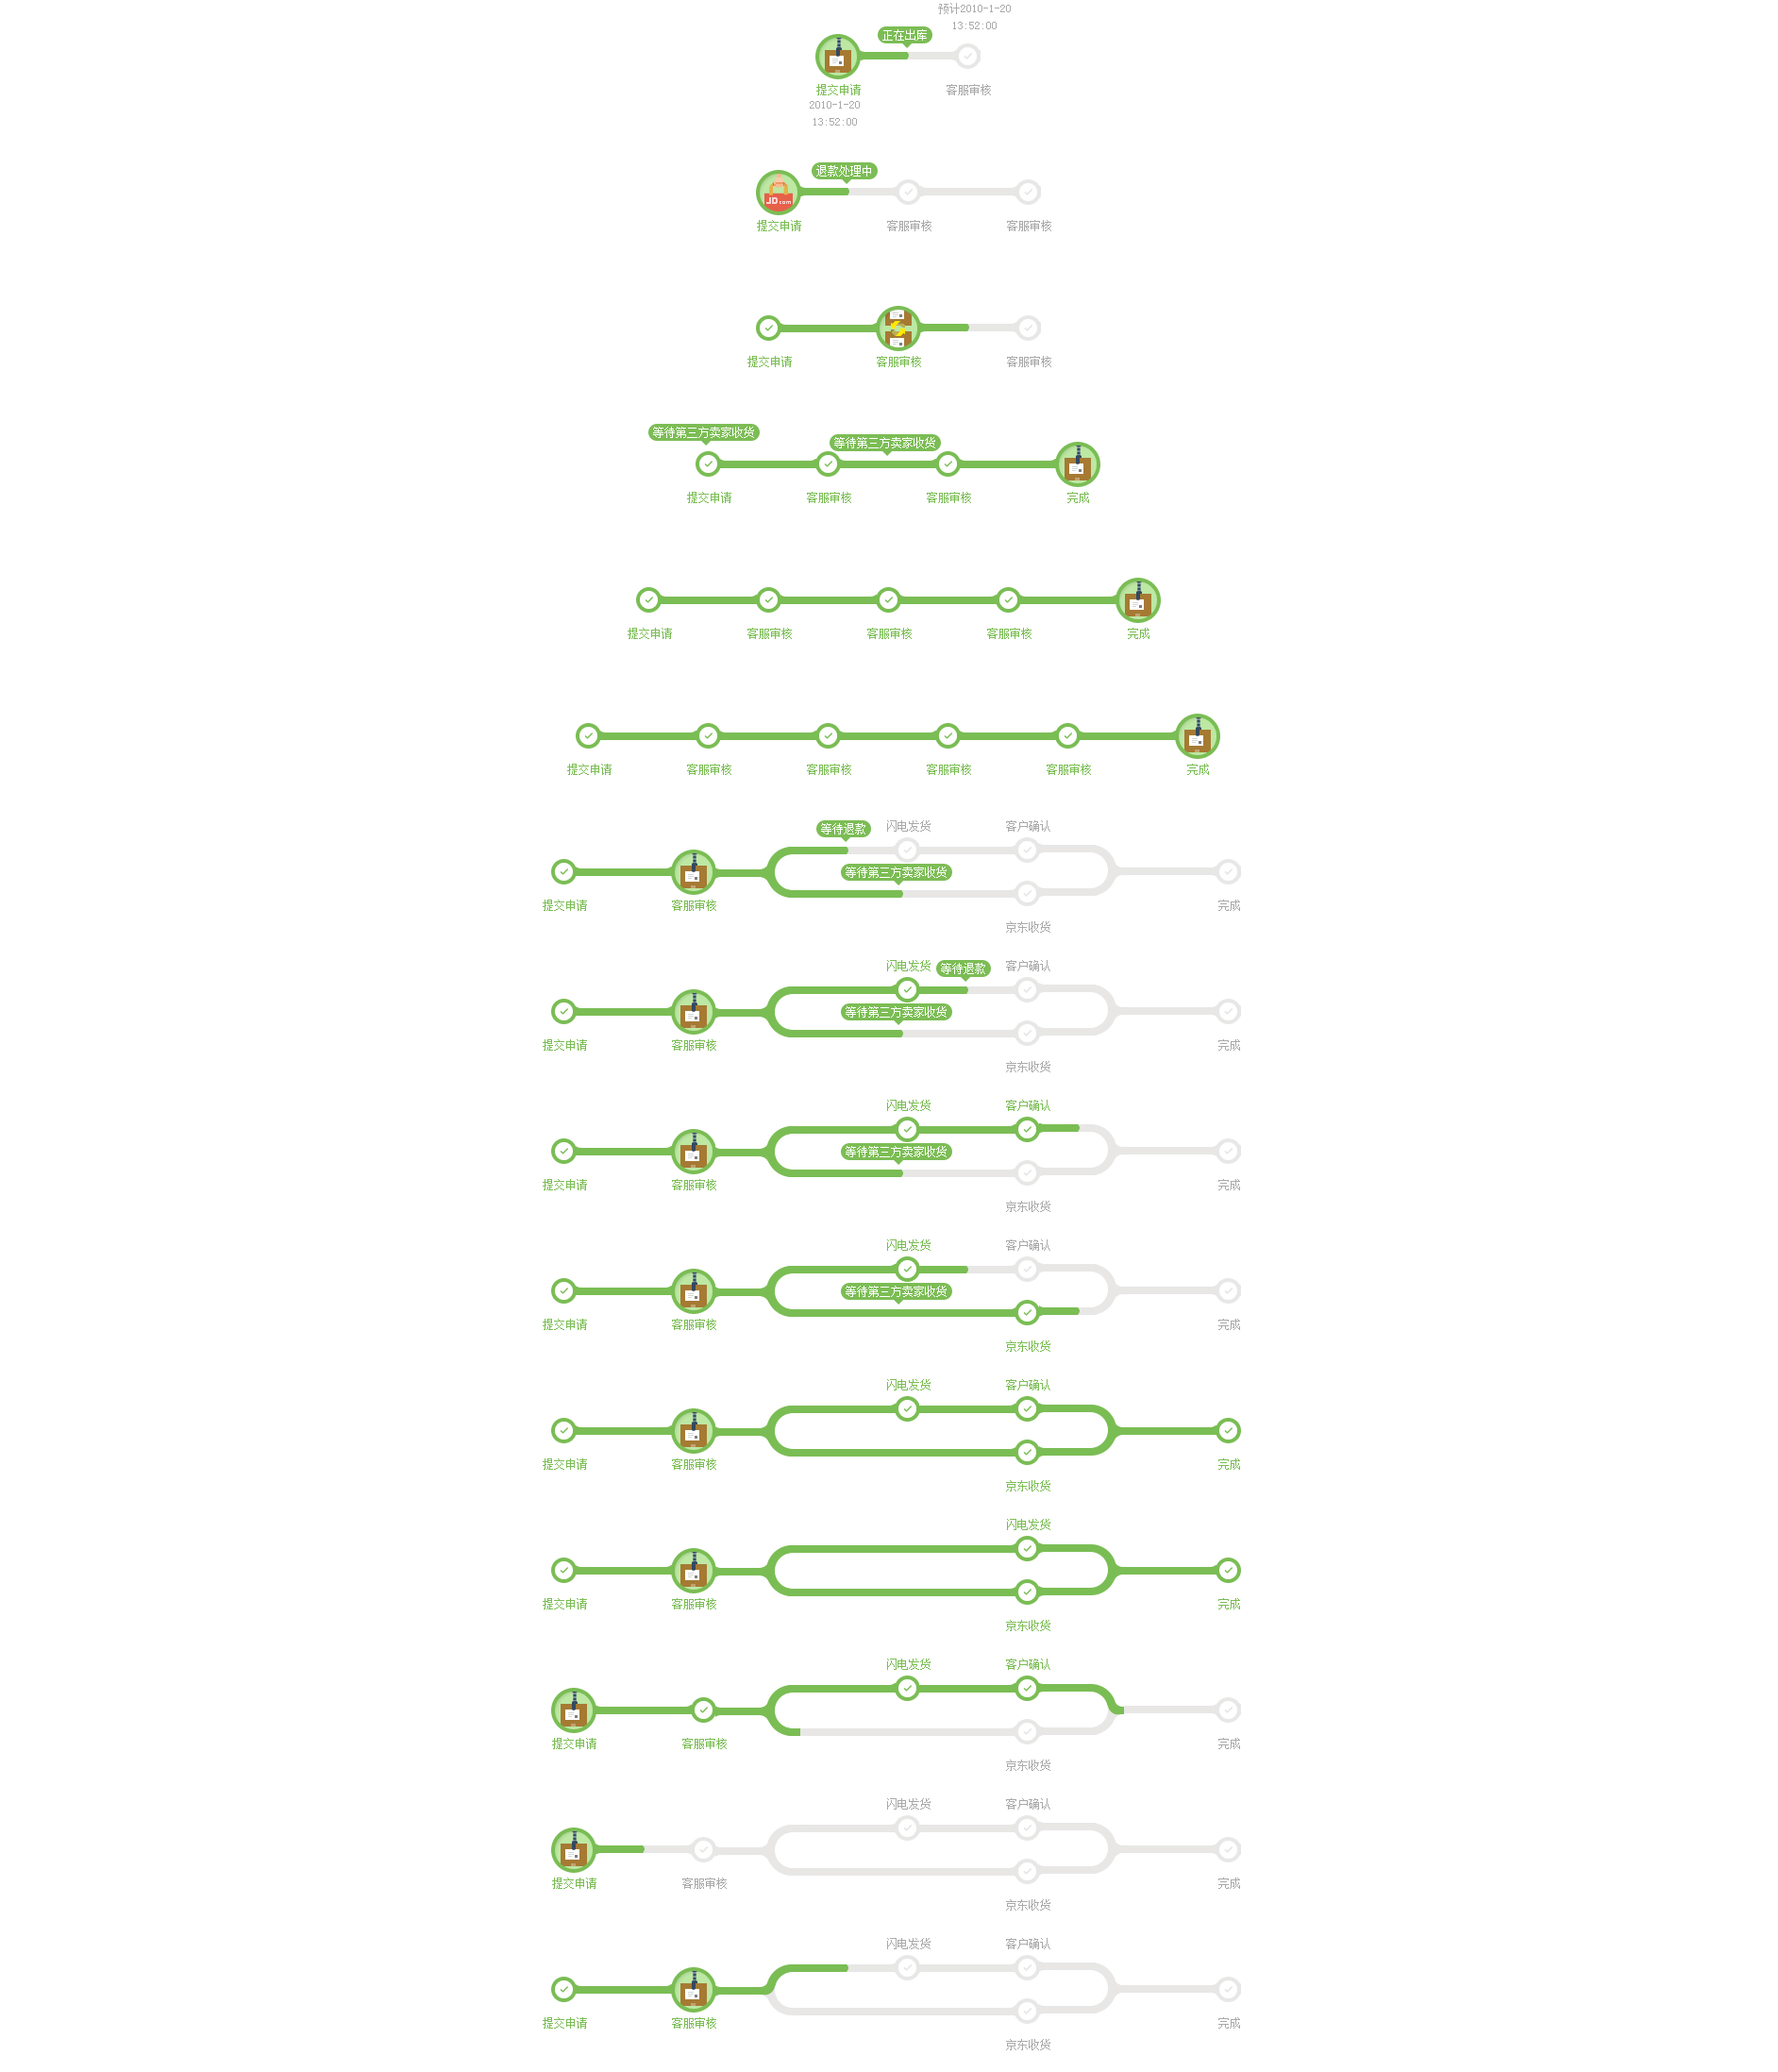 预计2010-1-20
13:52:00
正在出库
提交申请
客服审核
2010-1-20
13:52:00
退款处理中
JD.com
提交申请
客服审核
客服审核
提交申请
客服审核
客服审核
等待第三方卖家收货
等待第三方卖家收货
提交申请
客服审核
客服审核
完成
提交申请
客服审核
客服审核
客服审核
完成
提交申请
客服审核
客服审核
客服审核
客服审核
完成
等待退款
闪电发货
客户确认
等待第三方卖家收货
提交申请
客服审核
完成
京东收货
闪电发货
等待退款
客户确认
等待第三方卖家收货
提交申请
客服审核
完成
京东收货
闪电发货
客户确认
等待第三方卖家收货
提交申请
客服审核
完成
京东收货
闪电发货
客户确认
等待第三方卖家收货
提交申请
客服审核
完成
京东收货
闪电发货
客户确认
提交申请
客服审核
完成
京东收货
闪电发货
提交申请
客服审核
完成
京东收货
闪电发货
客户确认
提交申请
客服审核
完成
京东收货
闪电发货
客户确认
提交申请
客服审核
完成
京东收货
闪电发货
客户确认
提交申请
客服审核
完成
京东收货